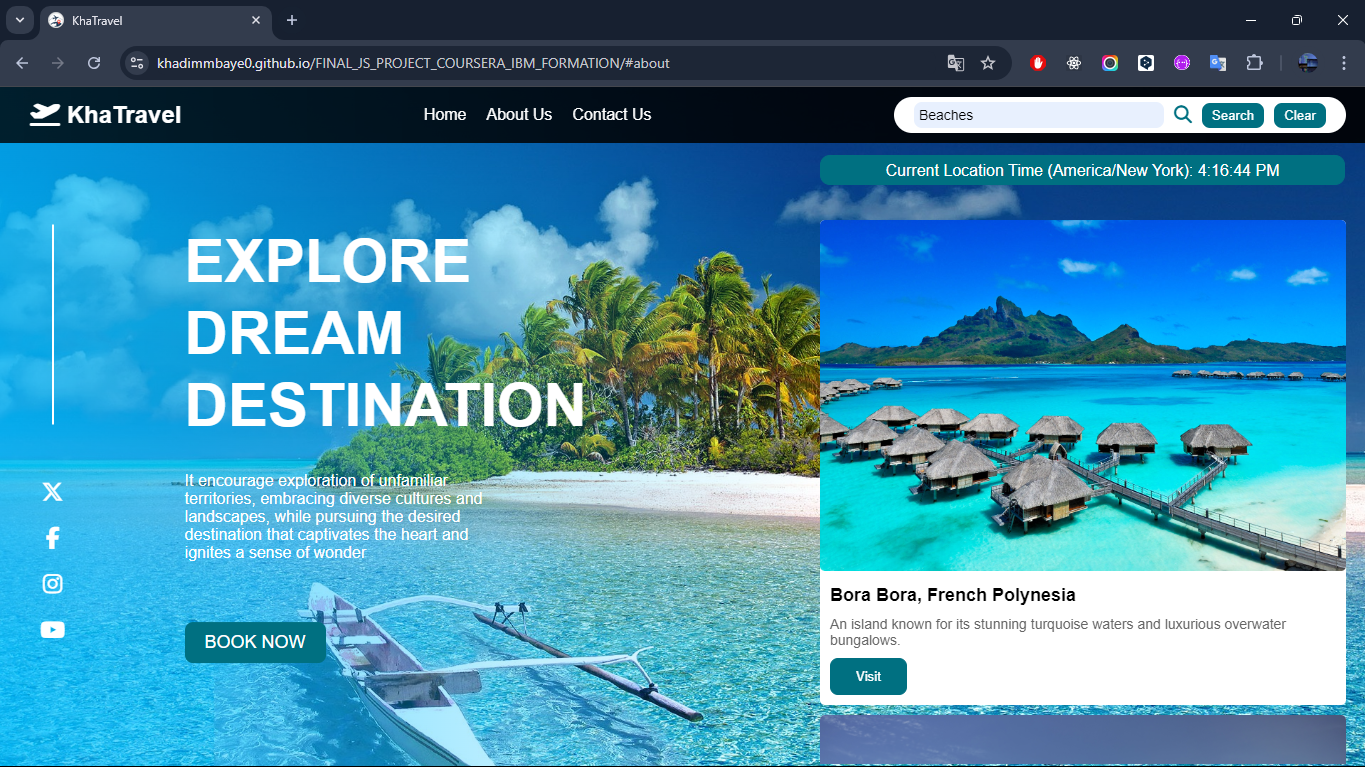 KhaTravel
khadimmbaye0.github.io/FINAL_JS_PROJECT_COURSERA_IBM_FORMATION/#about
KhaTravel
Home About Us Contact Us
Beaches
Search
Clear
Current Location Time (America/New York): 4:16:44 PM
EXPLORE
DREAM
DESTINATION
It encourage exploration of unfamiliar
territories, embracing diverse cultures and
landscapes, while pursuing the desired
destination that captivates the heart and
ignites a sense of wonder
BOOK NOW
Bora Bora, French Polynesia
An island known for its stunning turquoise waters and luxurious overwater
bungalows.
Visit